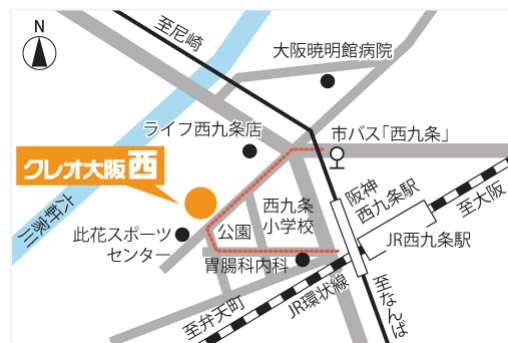 N
至尼崎
大阪暁明館病院
ライフ西九条店
市バス「西九条」
クレオ大阪西
六軒家川
此花スポーツ
センター
公園
西九条
小学校
胃腸科内科
阪神
西九条駅
至大阪
JR西九条駅
JR環状線
至弁天町
至なんば